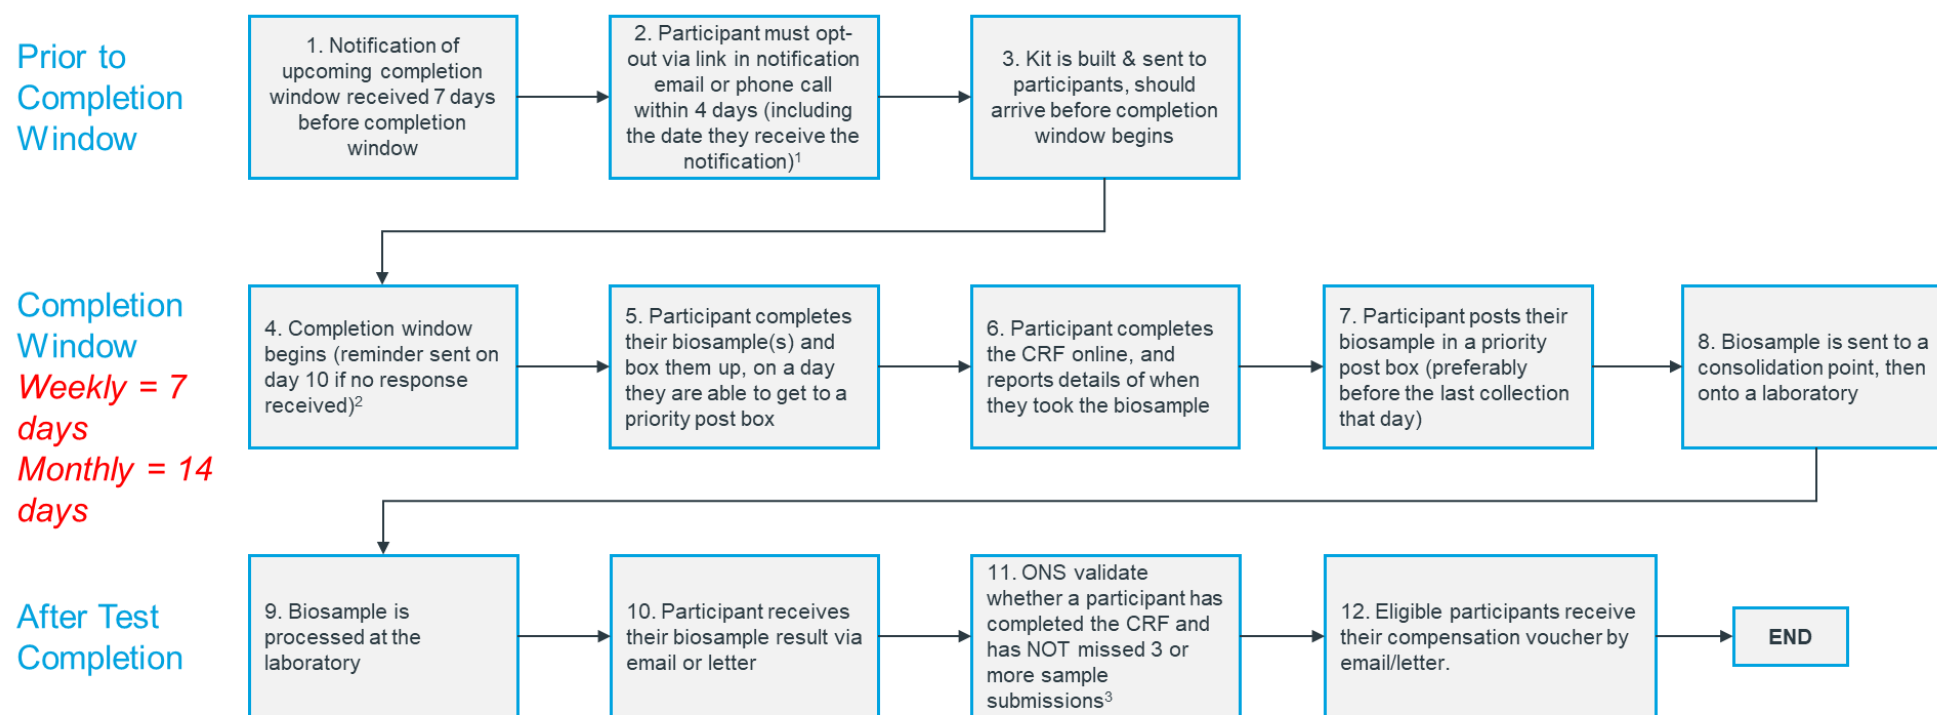 Prior to
Completion
Window
1. Notification of
upcoming completion
window received 7 days
before completion
window
2. Participant must opt-
out via link in notification
email or phone call
within 4 days (including
the date they receive the
notification)1
3. Kit is built & sent to
participants, should
arrive before completion
window begins
Completion
Window
Weekly = 7
days
Monthly = 14
days
4. Completion window
begins (reminder sent on
day 10 if no response
received)2
5. Participant completes
their biosample(s) and
box them up, on a day
they are able to get to a
priority post box
6. Participant completes
the CRF online, and
reports details of when
they took the biosample
7. Participant posts their
biosample in a priority
post box (preferably
before the last collection
that day)
8. Biosample is sent to a
consolidation point, then
onto a laboratory
After Test
Completion
9. Biosample is
processed at the
laboratory
10. Participant receives
their biosample result via
email or letter
11. ONS validate
whether a participant has
completed the CRF and
has NOT missed 3 or
more sample
submissions3
12. Eligible participants receive
their compensation voucher by
email/letter.
END